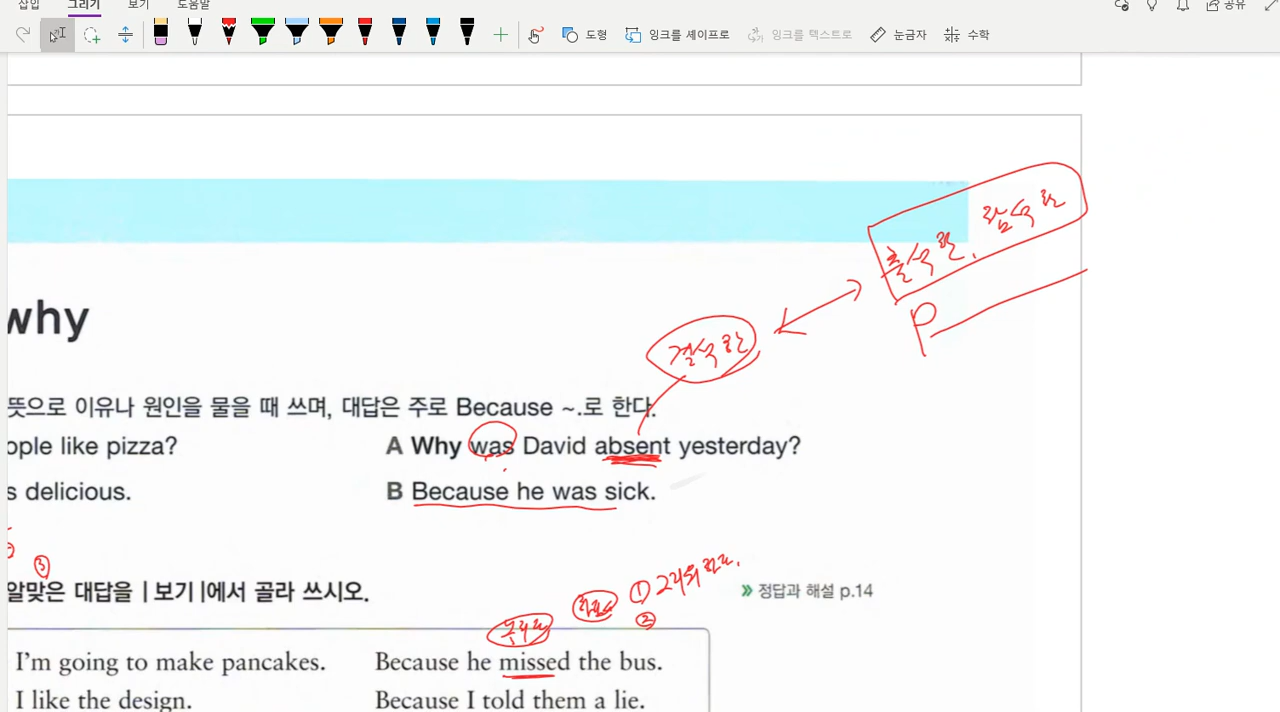 삽입 그리기 보기 도움말
공유
도형 잉크를 셰이프로 잉크를 텍스트로 눈금자 수학
출석한. 참석한
P
why
결석한
뜻으로 이유나 원인을 물을 때 쓰며, 대답은 주로 Because ~.로 한다.
ople like pizza? A Why was David absent yesterday?
s delicious. B Because he was sick.
③
알맞은 대답을 | 보기 |에서 골라 쓰시오.
① 그리워하다.
②
» 정답과 해설 p.14
I'm going to make pancakes. Because he missed the bus.
I like the design. Because I told them a lie.